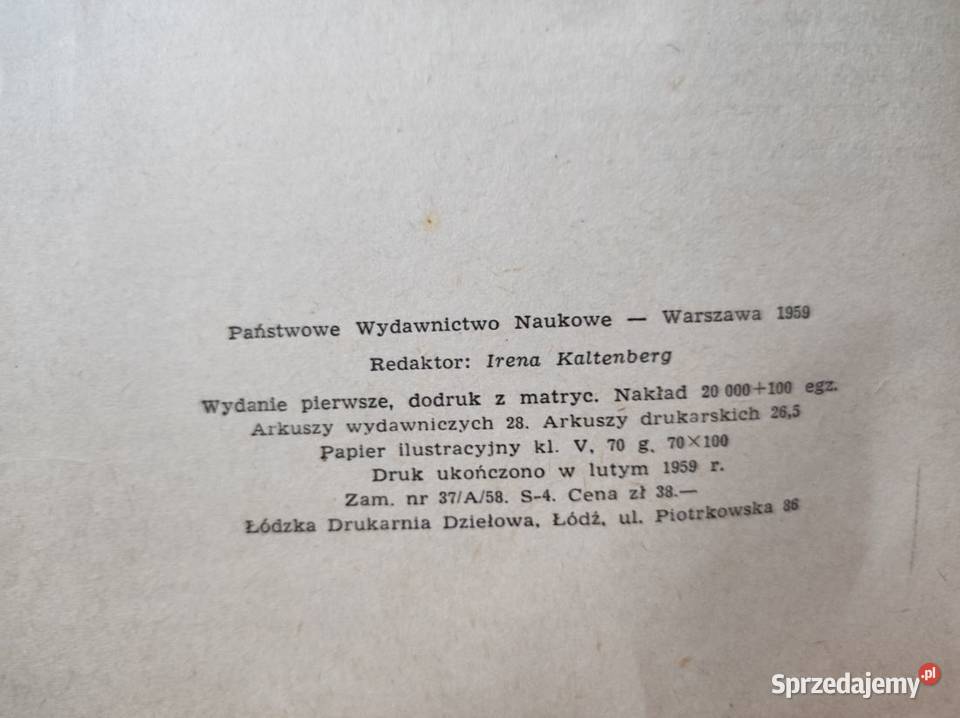 Państwowe Wydawnictwo Naukowe — Warszawa 1959
Redaktor: Irena Kaltenberg
Wydanie pierwsze, dodruk z matryc. Nakład 20 000+100 egz.
Arkuszy wydawniczych 28. Arkuszy drukarskich 26,5
Papier ilustracyjny kl. V, 70 g, 70×100
Druk ukończono w lutym 1959 r.
Zam. nr 37/A/58. S-4. Cena zł 38.—
Łódzka Drukarnia Dziełowa, Łódź, ul. Piotrkowska 86
Sprzedajemy.pl